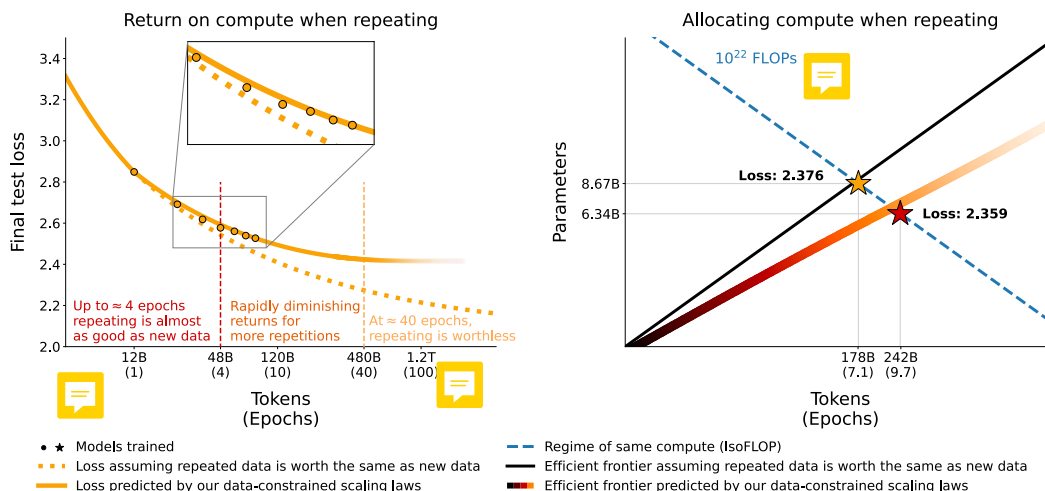 Return on compute when repeating
Final test loss
3.4
3.2
3.0
2.8
2.6
2.4
2.2
2.0
Up to ≈ 4 epochs
repeating is almost
as good as new data
Rapidly diminishing
returns for
more repetitions
At ≈ 40 epochs,
repeating is worthless
12B
(1)
48B
(4)
120B
(10)
480B
(40)
1.2T
(100)
Tokens
(Epochs)
Allocating compute when repeating
Parameters
10²² FLOPs
Loss: 2.376
8.67B
6.34B
Loss: 2.359
178B
(7.1)
242B
(9.7)
Tokens
(Epochs)
Models trained
Loss assuming repeated data is worth the same as new data
Loss predicted by our data-constrained scaling laws
Regime of same compute (IsoFLOP)
Efficient frontier assuming repeated data is worth the same as new data
Efficient frontier predicted by our data-constrained scaling laws